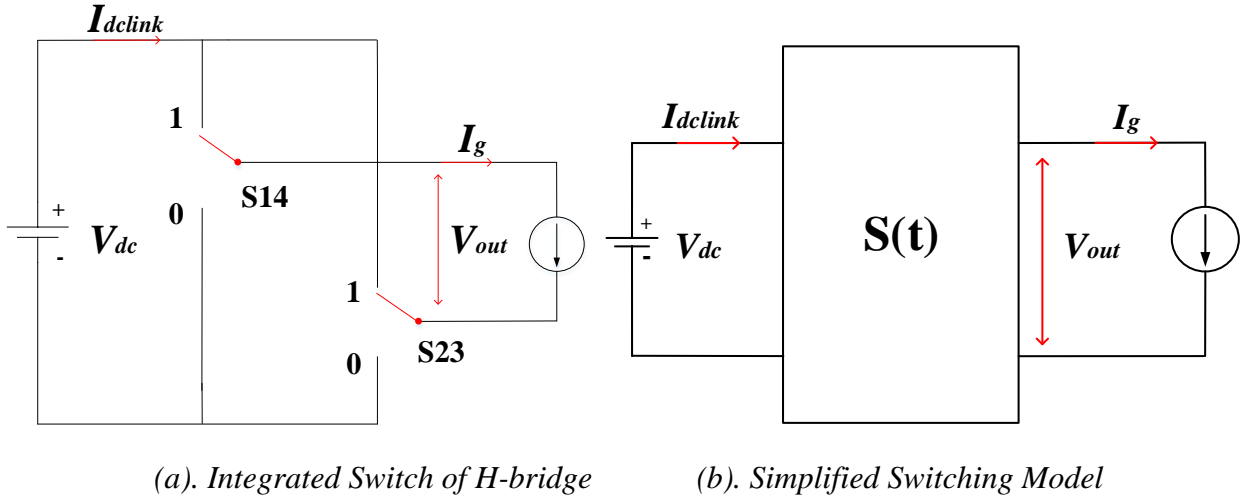 Idclink
1
Ig
S14
0
+
Vdc
-
Vout
1
S23
0
(a). Integrated Switch of H-bridge
Idclink
Ig
+
Vdc
-
S(t)
Vout
(b). Simplified Switching Model